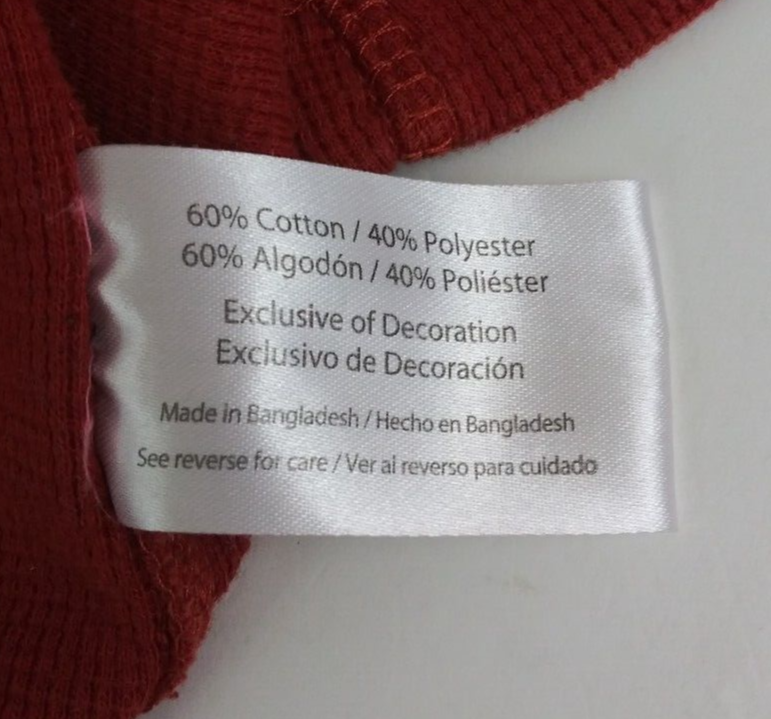 60% Cotton / 40% Polyester
60% Algodón / 40% Poliéster
Exclusive of Decoration
Exclusivo de Decoración
Made in Bangladesh / Hecho en Bangladesh
See reverse for care / Ver al reverso para cuidado